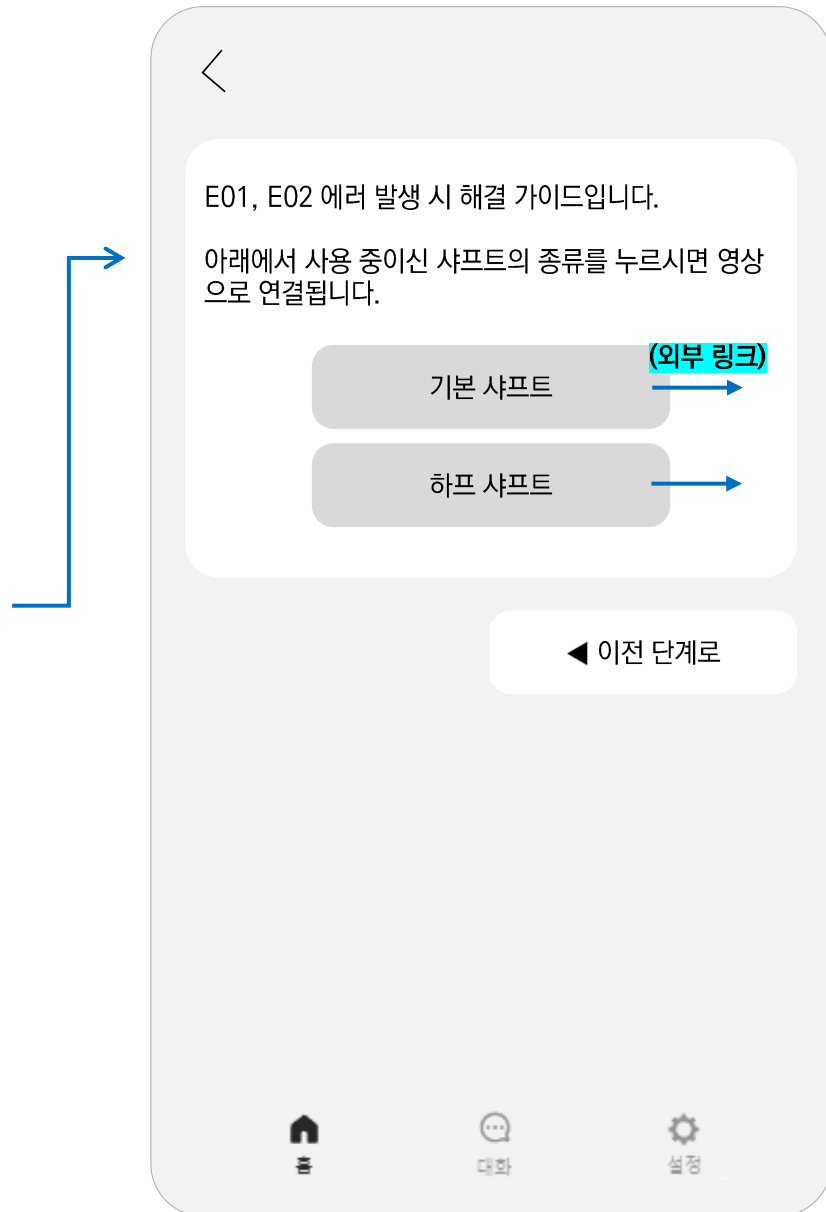 E01, E02 에러 발생 시 해결 가이드입니다.
아래에서 사용 중이신 샤프트의 종류를 누르시면 영상
으로 연결됩니다.
(외부 링크)
기본 샤프트
하프 샤프트
◀ 이전 단계로
홈
대화
설정